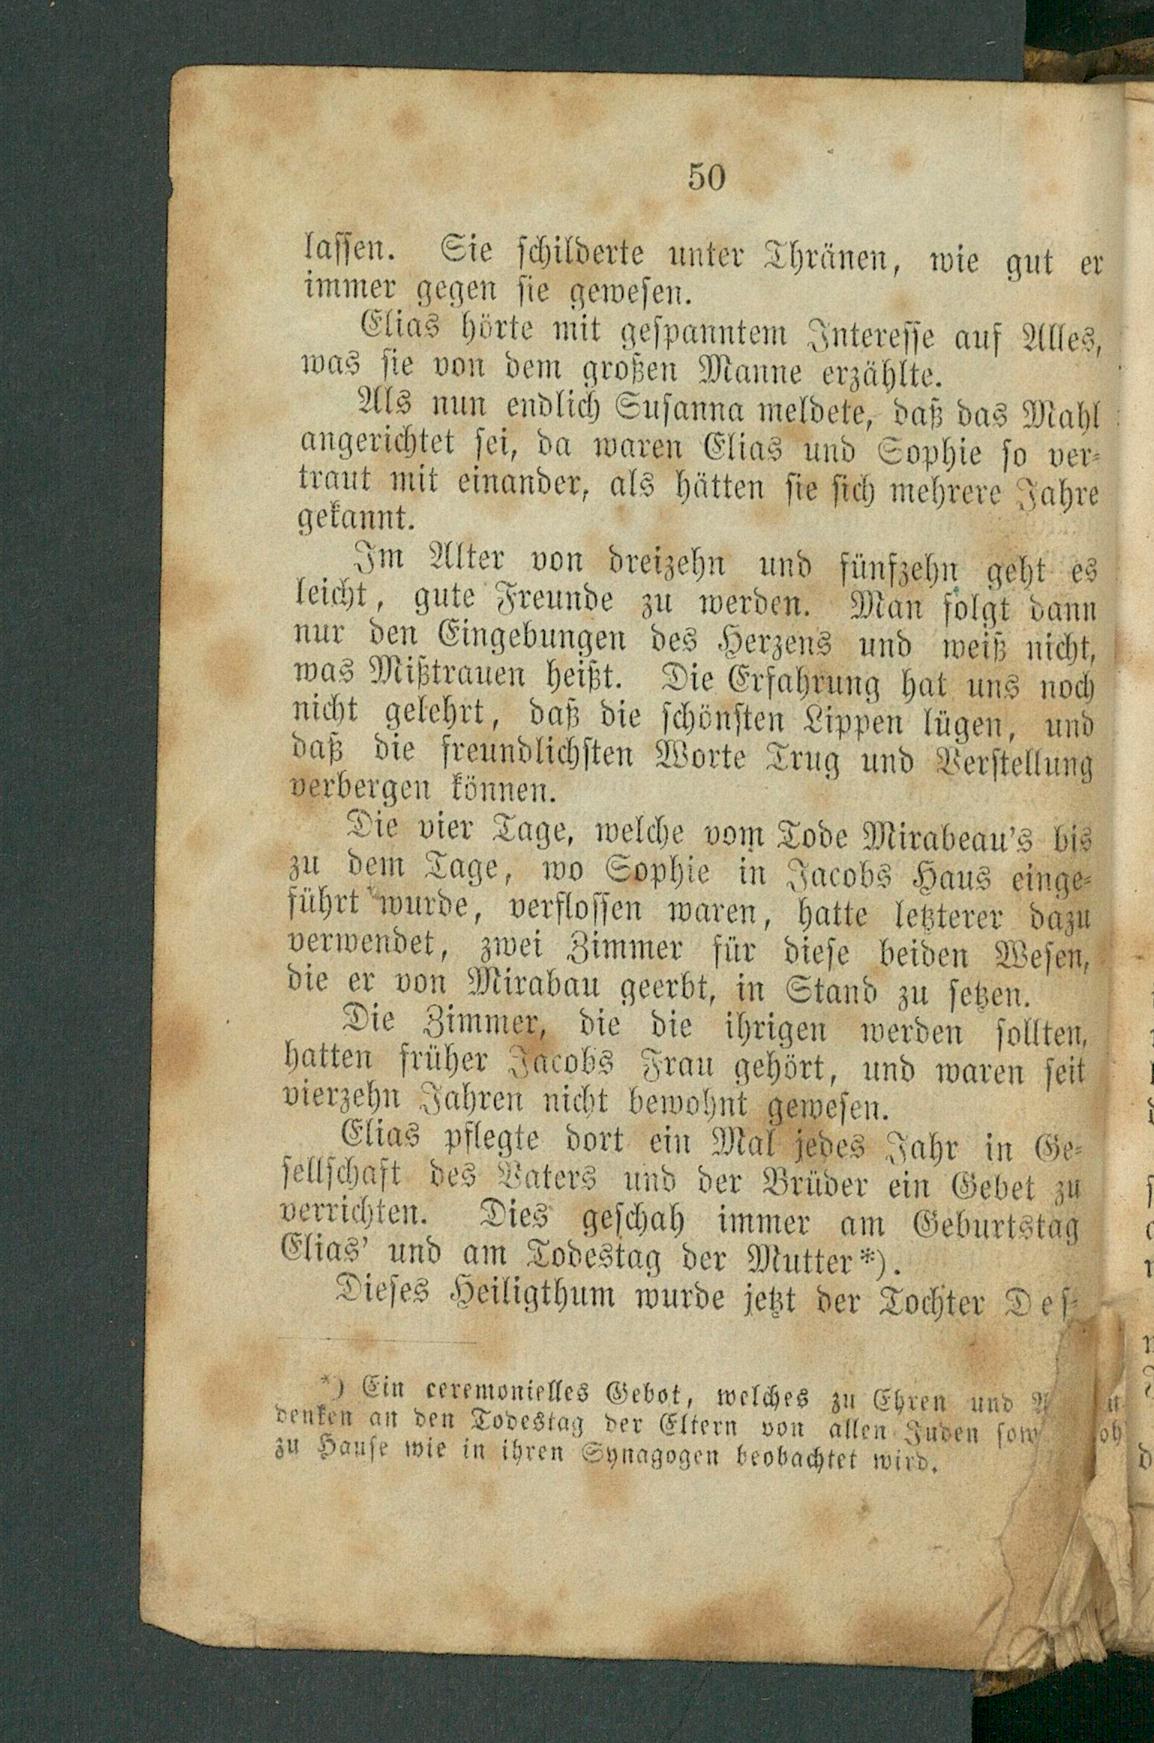 50
lassen. Sie schilderte unter Thränen, wie gut er
immer gegen sie gewesen.
Elias hörte mit gespanntem Interesse auf Alles,
was sie von dem großen Manne erzählte.
Als nun endlich Susanna meldete, daß das Mahl
angerichtet sei, da waren Elias und Sophie so ver-
traut mit einander, als hätten sie sich mehrere Jahre
gekannt.
Im Alter von dreizehn und fünfzehn geht es
leicht, gute Freunde zu werden. Man folgt dann
nur den Eingebungen des Herzens und weiß nicht,
was Mißtrauen heißt. Die Erfahrung hat uns noch
nicht gelehrt, daß die schönsten Lippen lügen, und
daß die freundlichsten Worte Trug und Verstellung
verbergen können.
Die vier Tage, welche vom Tode Mirabeau's bis
zu dem Tage, wo Sophie in Jacobs Haus einge-
führt wurde, verflossen waren, hatte letzterer dazu
verwendet, zwei Zimmer für diese beiden Wesen,
die er von Mirabau geerbt, in Stand zu setzen.
Die Zimmer, die die ihrigen werden sollten,
hatten früher Jacobs Frau gehört, und waren seit
vierzehn Jahren nicht bewohnt gewesen.
Elias pflegte dort ein Mal jedes Jahr in Ge-
sellschaft des Vaters und der Brüder ein Gebet zu
verrichten. Dies geschah immer am Geburtstag
Elias' und am Todestag der Mutter*).
Dieses Heiligthum wurde jetzt der Tochter Des-
*) Ein ceremonielles Gebot, welches zu Ehren und
denken an den Todestag der Eltern von allen Juden
zu Hause wie in ihren Synagogen beobachtet wird.